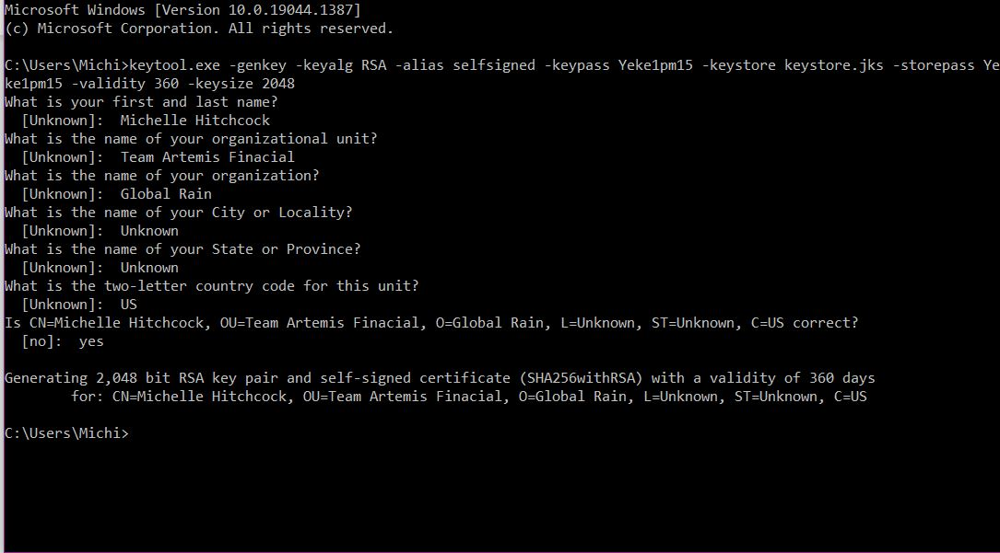 Microsoft Windows [Version 10.0.19044.1387]
(c) Microsoft Corporation. All rights reserved.
C:\Users\Michi>keytool.exe -genkey -keyalg RSA -alias selfsigned -keypass Yeke1pm15 -keystore keystore.jks -storepass Ye
ke1pm15 -validity 360 -keysize 2048
What is your first and last name?
[Unknown]:  Michelle Hitchcock
What is the name of your organizational unit?
[Unknown]:  Team Artemis Finacial
What is the name of your organization?
[Unknown]:  Global Rain
What is the name of your City or Locality?
[Unknown]:  Unknown
What is the name of your State or Province?
[Unknown]:  Unknown
What is the two-letter country code for this unit?
[Unknown]:  US
Is CN=Michelle Hitchcock, OU=Team Artemis Finacial, O=Global Rain, L=Unknown, ST=Unknown, C=US correct?
[no]:  yes
Generating 2,048 bit RSA key pair and self-signed certificate (SHA256withRSA) with a validity of 360 days
for: CN=Michelle Hitchcock, OU=Team Artemis Finacial, O=Global Rain, L=Unknown, ST=Unknown, C=US
C:\Users\Michi>